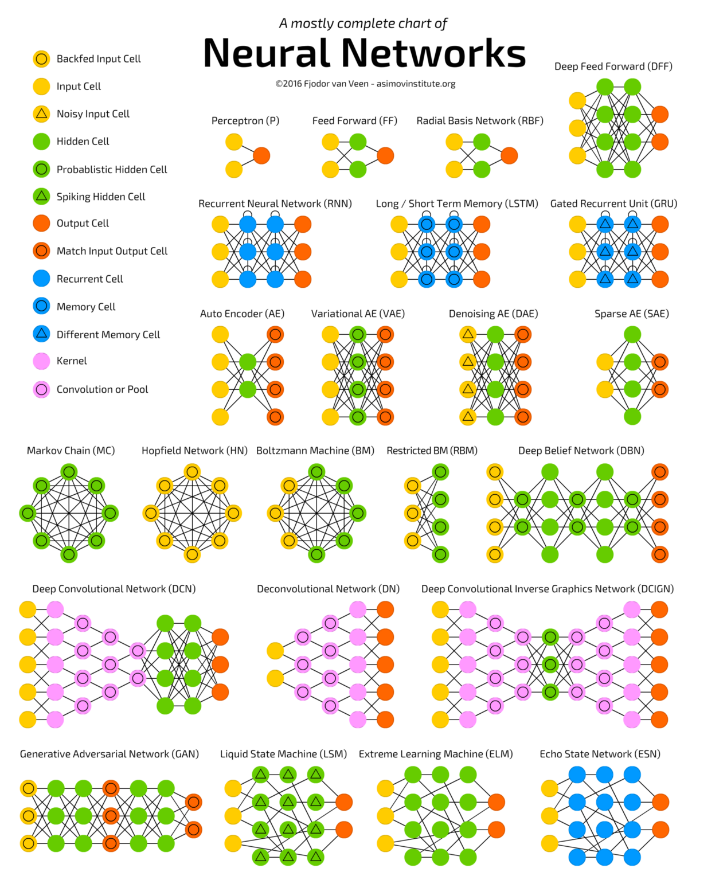 A mostly complete chart of
Neural Networks
©2016 Fjodor van Veen - asimovinstitute.org
Backfed Input Cell
Input Cell
Noisy Input Cell
Hidden Cell
Probablistic Hidden Cell
Spiking Hidden Cell
Output Cell
Match Input Output Cell
Recurrent Cell
Memory Cell
Different Memory Cell
Kernel
Convolution or Pool
Deep Feed Forward (DFF)
Perceptron (P)
Feed Forward (FF)
Radial Basis Network (RBF)
Recurrent Neural Network (RNN)
Long / Short Term Memory (LSTM)
Gated Recurrent Unit (GRU)
Auto Encoder (AE)
Variational AE (VAE)
Denoising AE (DAE)
Sparse AE (SAE)
Markov Chain (MC)
Hopfield Network (HN)
Boltzmann Machine (BM)
Restricted BM (RBM)
Deep Belief Network (DBN)
Deep Convolutional Network (DCN)
Deconvolutional Network (DN)
Deep Convolutional Inverse Graphics Network (DCIGN)
Generative Adversarial Network (GAN)
Liquid State Machine (LSM)
Extreme Learning Machine (ELM)
Echo State Network (ESN)